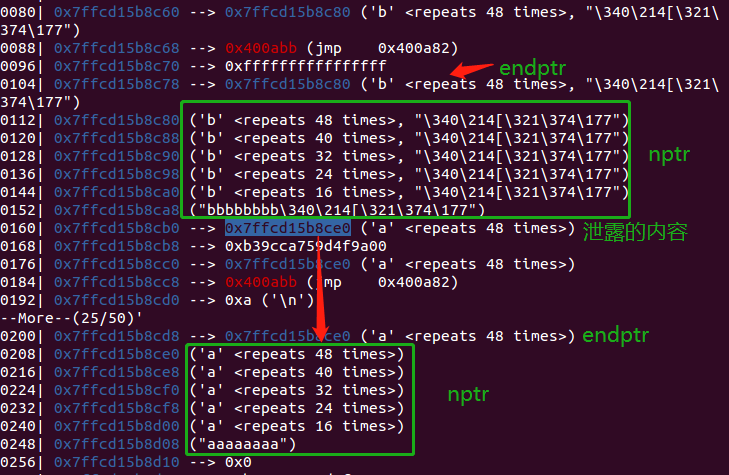 0080| 0x7ffcd15b8c60 --> 0x7ffcd15b8c80 ('b' <repeats 48 times>, "\340\214[\321\
374\177")
0088| 0x7ffcd15b8c68 --> 0x400abb (jmp    0x400a82)
0096| 0x7ffcd15b8c70 --> 0xffffffffffffffff
endptr
0104| 0x7ffcd15b8c78 --> 0x7ffcd15b8c80 ('b' <repeats 48 times>, "\340\214[\321\
374\177")
0112| 0x7ffcd15b8c80 ('b' <repeats 48 times>, "\340\214[\321\374\177")
0120| 0x7ffcd15b8c88 ('b' <repeats 40 times>, "\340\214[\321\374\177")
0128| 0x7ffcd15b8c90 ('b' <repeats 32 times>, "\340\214[\321\374\177")
nptr
0136| 0x7ffcd15b8c98 ('b' <repeats 24 times>, "\340\214[\321\374\177")
0144| 0x7ffcd15b8ca0 ('b' <repeats 16 times>, "\340\214[\321\374\177")
0152| 0x7ffcd15b8ca8 ("bbbbbbbb\340\214[\321\374\177")
0160| 0x7ffcd15b8cb0 --> 0x7ffcd15b8ce0 ('a' <repeats 48 times>) 泄露的内容
0168| 0x7ffcd15b8cb8 --> 0xb39cca759d4f9a00
0176| 0x7ffcd15b8cc0 --> 0x7ffcd15b8ce0 ('a' <repeats 48 times>)
0184| 0x7ffcd15b8cc8 --> 0x400abb (jmp    0x400a82)
0192| 0x7ffcd15b8cd0 --> 0xa ('\n')
--More--(25/50)'
0200| 0x7ffcd15b8cd8 --> 0x7ffcd15b8ce0 ('a' <repeats 48 times>) endptr
0208| 0x7ffcd15b8ce0 ('a' <repeats 48 times>)
0216| 0x7ffcd15b8ce8 ('a' <repeats 40 times>)
0224| 0x7ffcd15b8cf0 ('a' <repeats 32 times>)
nptr
0232| 0x7ffcd15b8cf8 ('a' <repeats 24 times>)
0240| 0x7ffcd15b8d00 ('a' <repeats 16 times>)
0248| 0x7ffcd15b8d08 ("aaaaaaaa")
0256| 0x7ffcd15b8d10 --> 0x0